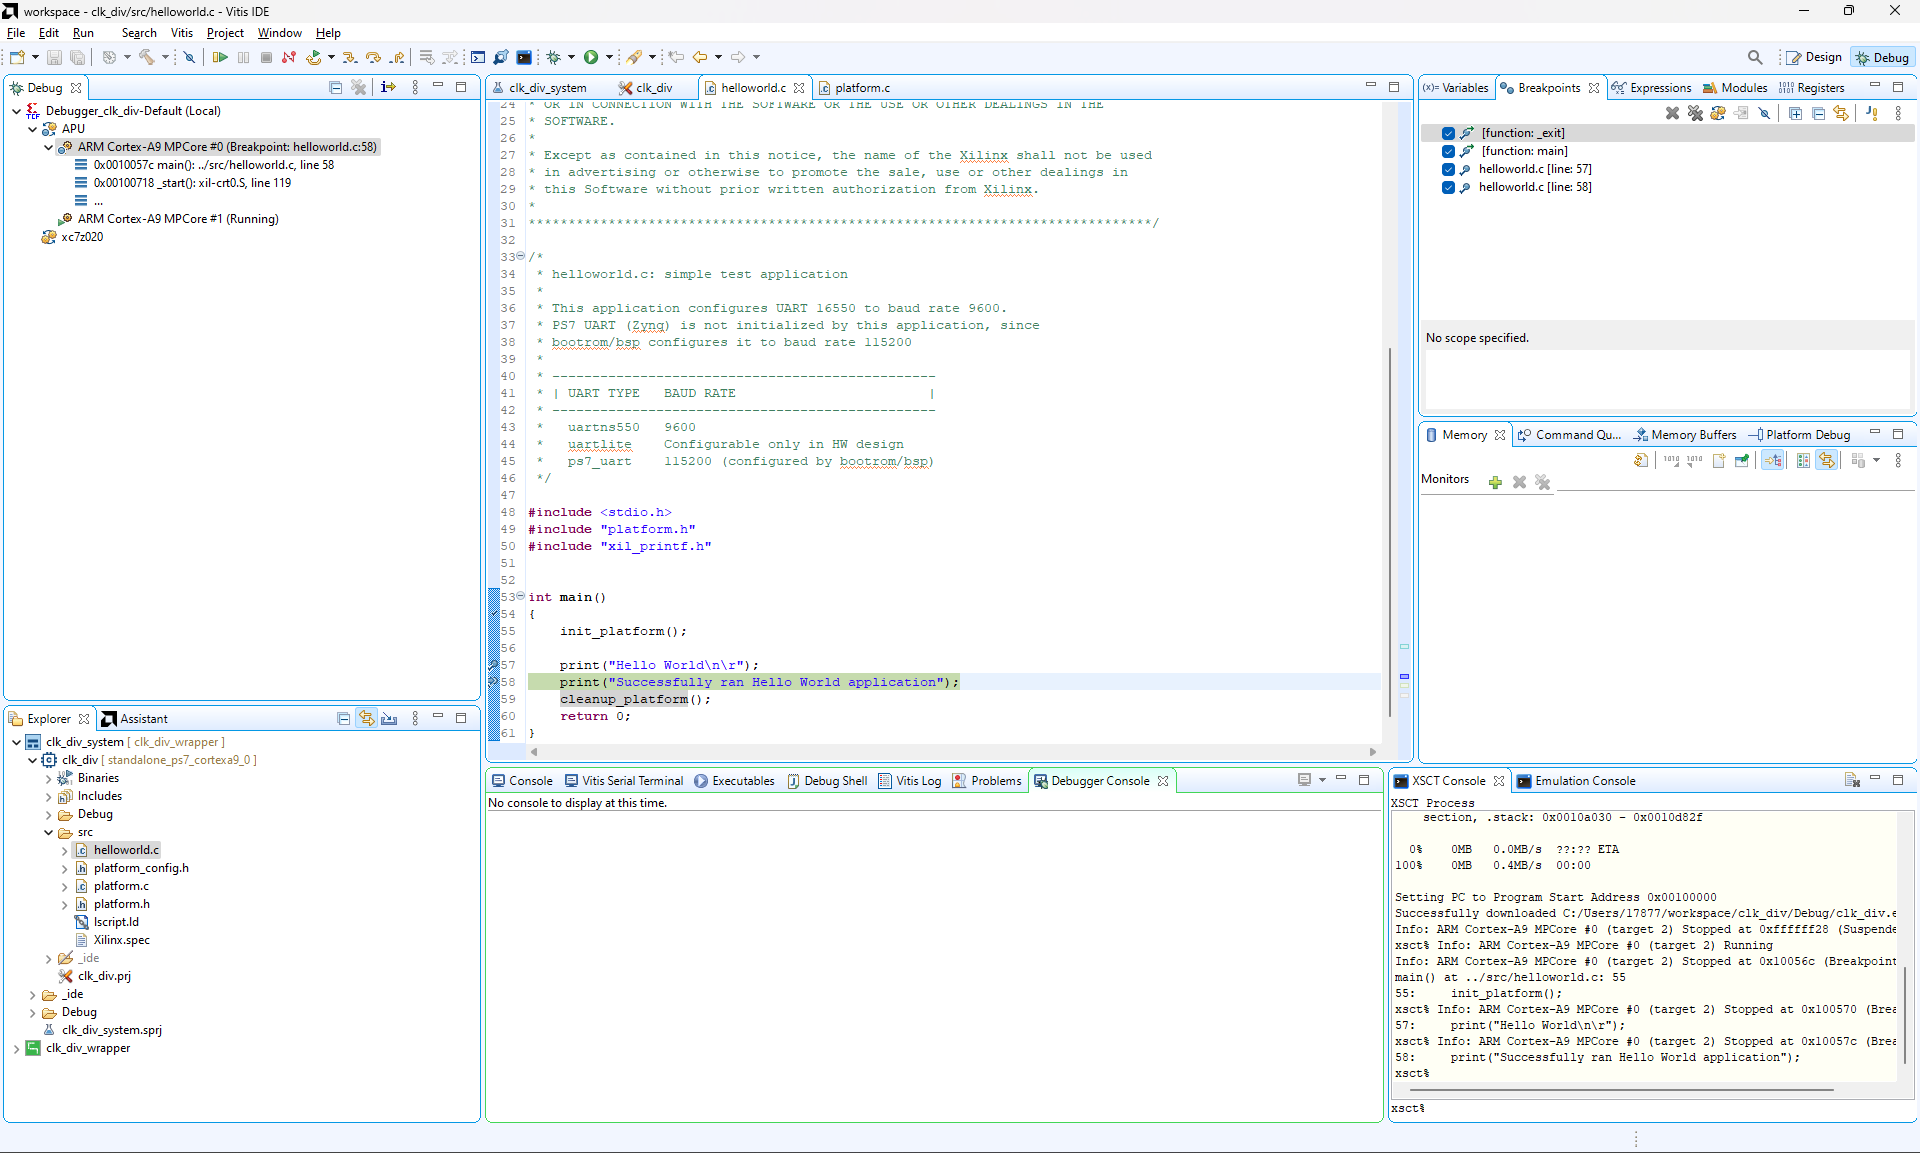 workspace - clk_div/src/helloworld.c - Vitis IDE
File Edit Run Search Vitis Project Window Help
Design Debug
Debug
Debugger_clk_div-Default (Local)
APU
ARM Cortex-A9 MPCore #0 (Breakpoint: helloworld.c:58)
0x0010057c main(): ../src/helloworld.c, line 58
0x00100718 _start(): xil-crt0.S, line 119
...
ARM Cortex-A9 MPCore #1 (Running)
xc7z020
Explorer Assistant
clk_div_system [ clk_div_wrapper ]
clk_div [ standalone_ps7_cortexa9_0 ]
Binaries
Includes
Debug
src
helloworld.c
platform_config.h
platform.c
platform.h
lscript.ld
Xilinx.spec
_ide
clk_div.prj
_ide
Debug
clk_div_system.sprj
clk_div_wrapper
clk_div_system clk_div helloworld.c platform.c
24 * OR IN CONNECTION WITH THE SOFTWARE OR THE USE OR OTHER DEALINGS IN THE
25 * SOFTWARE.
26 *
27 * Except as contained in this notice, the name of the Xilinx shall not be used
28 * in advertising or otherwise to promote the sale, use or other dealings in
29 * this Software without prior written authorization from Xilinx.
30 *
31 ******************************************************************************/
32
33 /*
34 * helloworld.c: simple test application
35 *
36 * This application configures UART 16550 to baud rate 9600.
37 * PS7 UART (Zynq) is not initialized by this application, since
38 * bootrom/bsp configures it to baud rate 115200
39 *
40 * ------------------------------------------------
41 * | UART TYPE   BAUD RATE                        |
42 * ------------------------------------------------
43 *   uartns550   9600
44 *   uartlite    Configurable only in HW design
45 *   ps7_uart    115200 (configured by bootrom/bsp)
46 */
47
48 #include <stdio.h>
49 #include "platform.h"
50 #include "xil_printf.h"
51
52
53 int main()
54 {
55     init_platform();
56
57     print("Hello World\n\r");
58     print("Successfully ran Hello World application");
59     cleanup_platform();
60     return 0;
61 }
Console Vitis Serial Terminal Executables Debug Shell Vitis Log Problems Debugger Console
No console to display at this time.
(x)= Variables Breakpoints Expressions Modules Registers
[function: _exit]
[function: main]
helloworld.c [line: 57]
helloworld.c [line: 58]
No scope specified.
Memory Command Qu... Memory Buffers Platform Debug
Monitors
XSCT Console Emulation Console
XSCT Process
section, .stack: 0x0010a030 - 0x0010d82f
0%    0MB   0.0MB/s  ??:?? ETA
100%    0MB   0.4MB/s  00:00
Setting PC to Program Start Address 0x00100000
Successfully downloaded C:/Users/17877/workspace/clk_div/Debug/clk_div.e
Info: ARM Cortex-A9 MPCore #0 (target 2) Stopped at 0xffffff28 (Suspende
xsct% Info: ARM Cortex-A9 MPCore #0 (target 2) Running
Info: ARM Cortex-A9 MPCore #0 (target 2) Stopped at 0x10056c (Breakpoint
main() at ../src/helloworld.c: 55
55:     init_platform();
xsct% Info: ARM Cortex-A9 MPCore #0 (target 2) Stopped at 0x100570 (Brea
57:     print("Hello World\n\r");
xsct% Info: ARM Cortex-A9 MPCore #0 (target 2) Stopped at 0x10057c (Brea
58:     print("Successfully ran Hello World application");
xsct%
xsct%